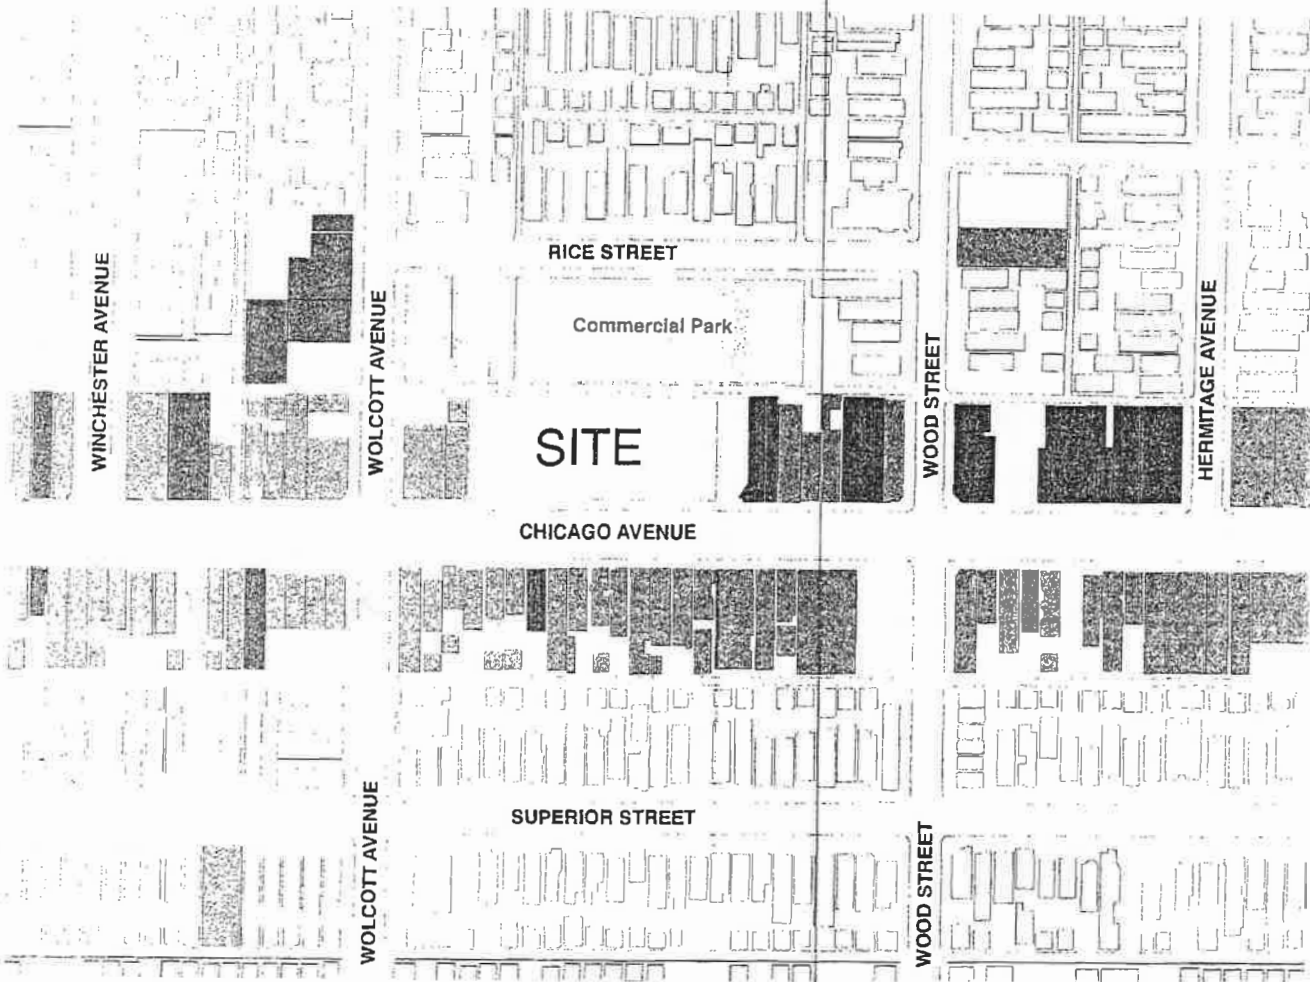 RICE STREET
Commercial Park
WINCHESTER AVENUE
WOLCOTT AVENUE
WOOD STREET
HERMITAGE AVENUE
SITE
CHICAGO AVENUE
SUPERIOR STREET
WOLCOTT AVENUE
WOOD STREET